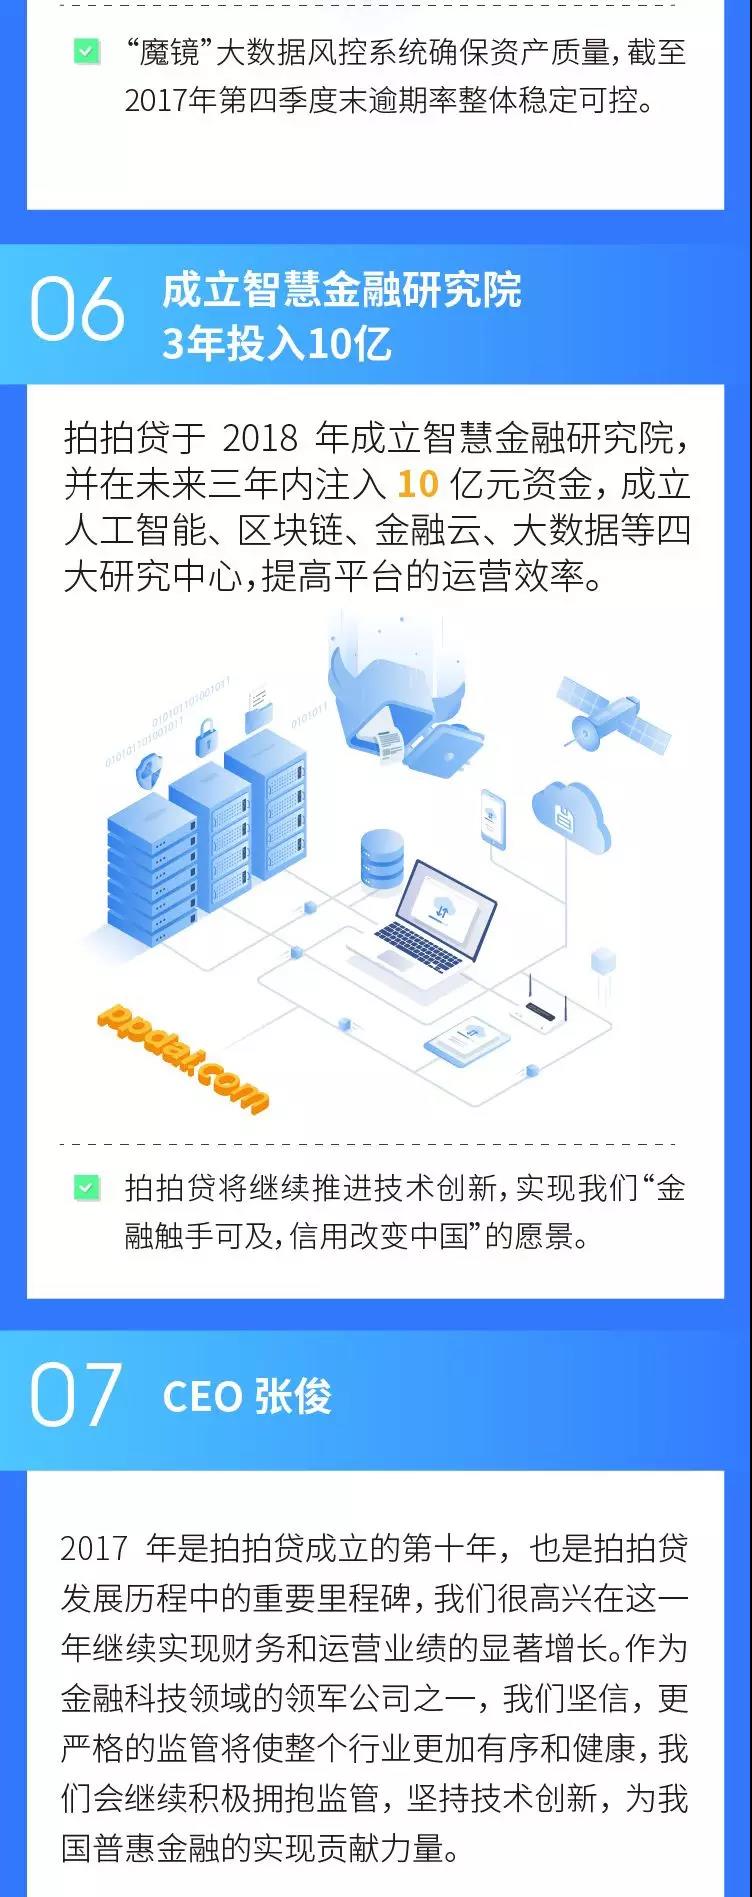 “魔镜”大数据风控系统确保资产质量，截至
2017年第四季度末逾期率整体稳定可控。
06
成立智慧金融研究院
3年投入10亿
拍拍贷于 2018 年成立智慧金融研究院，
并在未来三年内注入 10 亿元资金，成立
人工智能、区块链、金融云、大数据等四
大研究中心，提高平台的运营效率。
010101101001011
010101101001011
0101011
ppdai.com
拍拍贷将继续推进技术创新，实现我们“金
融触手可及，信用改变中国”的愿景。
07
CEO 张俊
2017 年是拍拍贷成立的第十年，也是拍拍贷
发展历程中的重要里程碑，我们很高兴在这一
年继续实现财务和运营业绩的显著增长。作为
金融科技领域的领军公司之一，我们坚信，更
严格的监管将使整个行业更加有序和健康，我
们会继续积极拥抱监管，坚持技术创新，为我
国普惠金融的实现贡献力量。